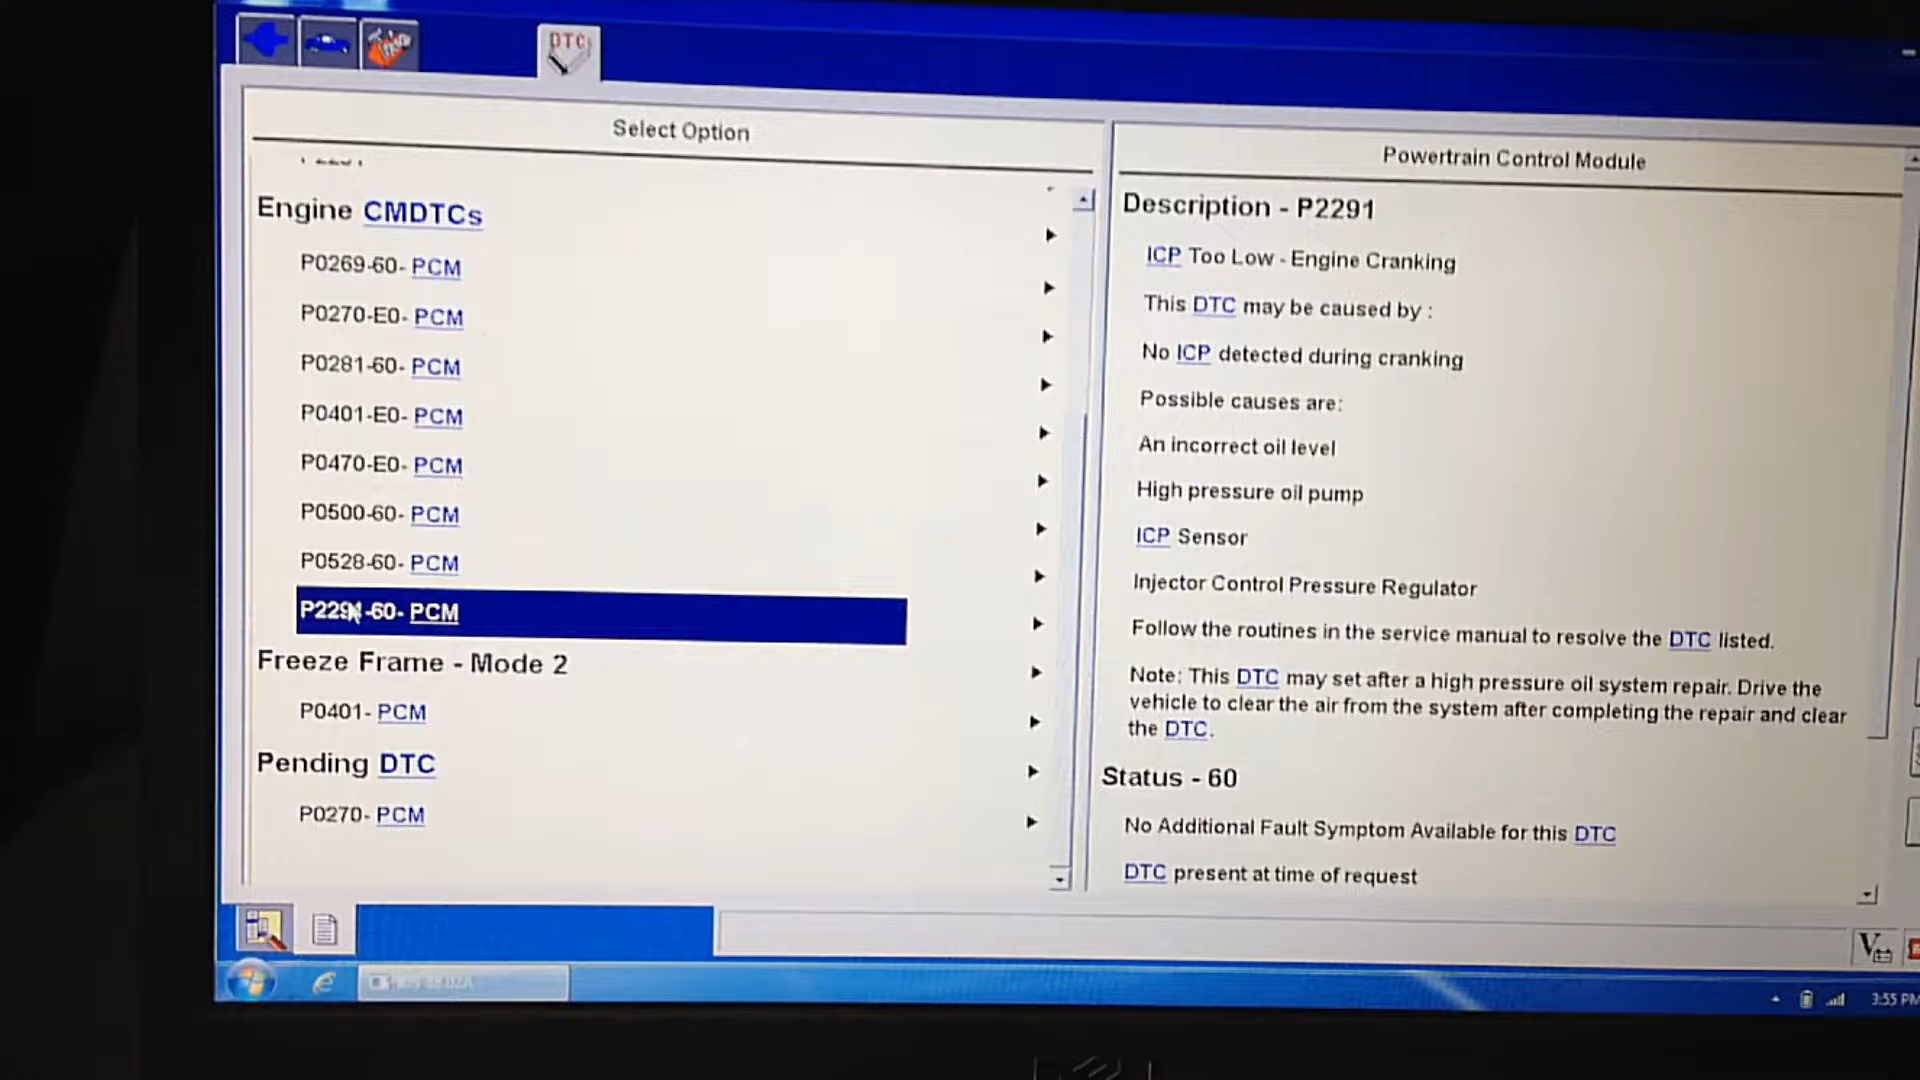 DTCs
Select Option
Engine CMDTCs
P0269-60- PCM
P0270-E0- PCM
P0281-60- PCM
P0401-E0- PCM
P0470-E0- PCM
P0500-60- PCM
P0528-60- PCM
P2291-60- PCM
Freeze Frame - Mode 2
P0401- PCM
Pending DTC
P0270- PCM
Powertrain Control Module
Description - P2291
ICP Too Low - Engine Cranking
This DTC may be caused by :
No ICP detected during cranking
Possible causes are:
An incorrect oil level
High pressure oil pump
ICP Sensor
Injector Control Pressure Regulator
Follow the routines in the service manual to resolve the DTC listed.
Note: This DTC may set after a high pressure oil system repair. Drive the
vehicle to clear the air from the system after completing the repair and clear
the DTC.
Status - 60
No Additional Fault Symptom Available for this DTC
DTC present at time of request
3:55 PM